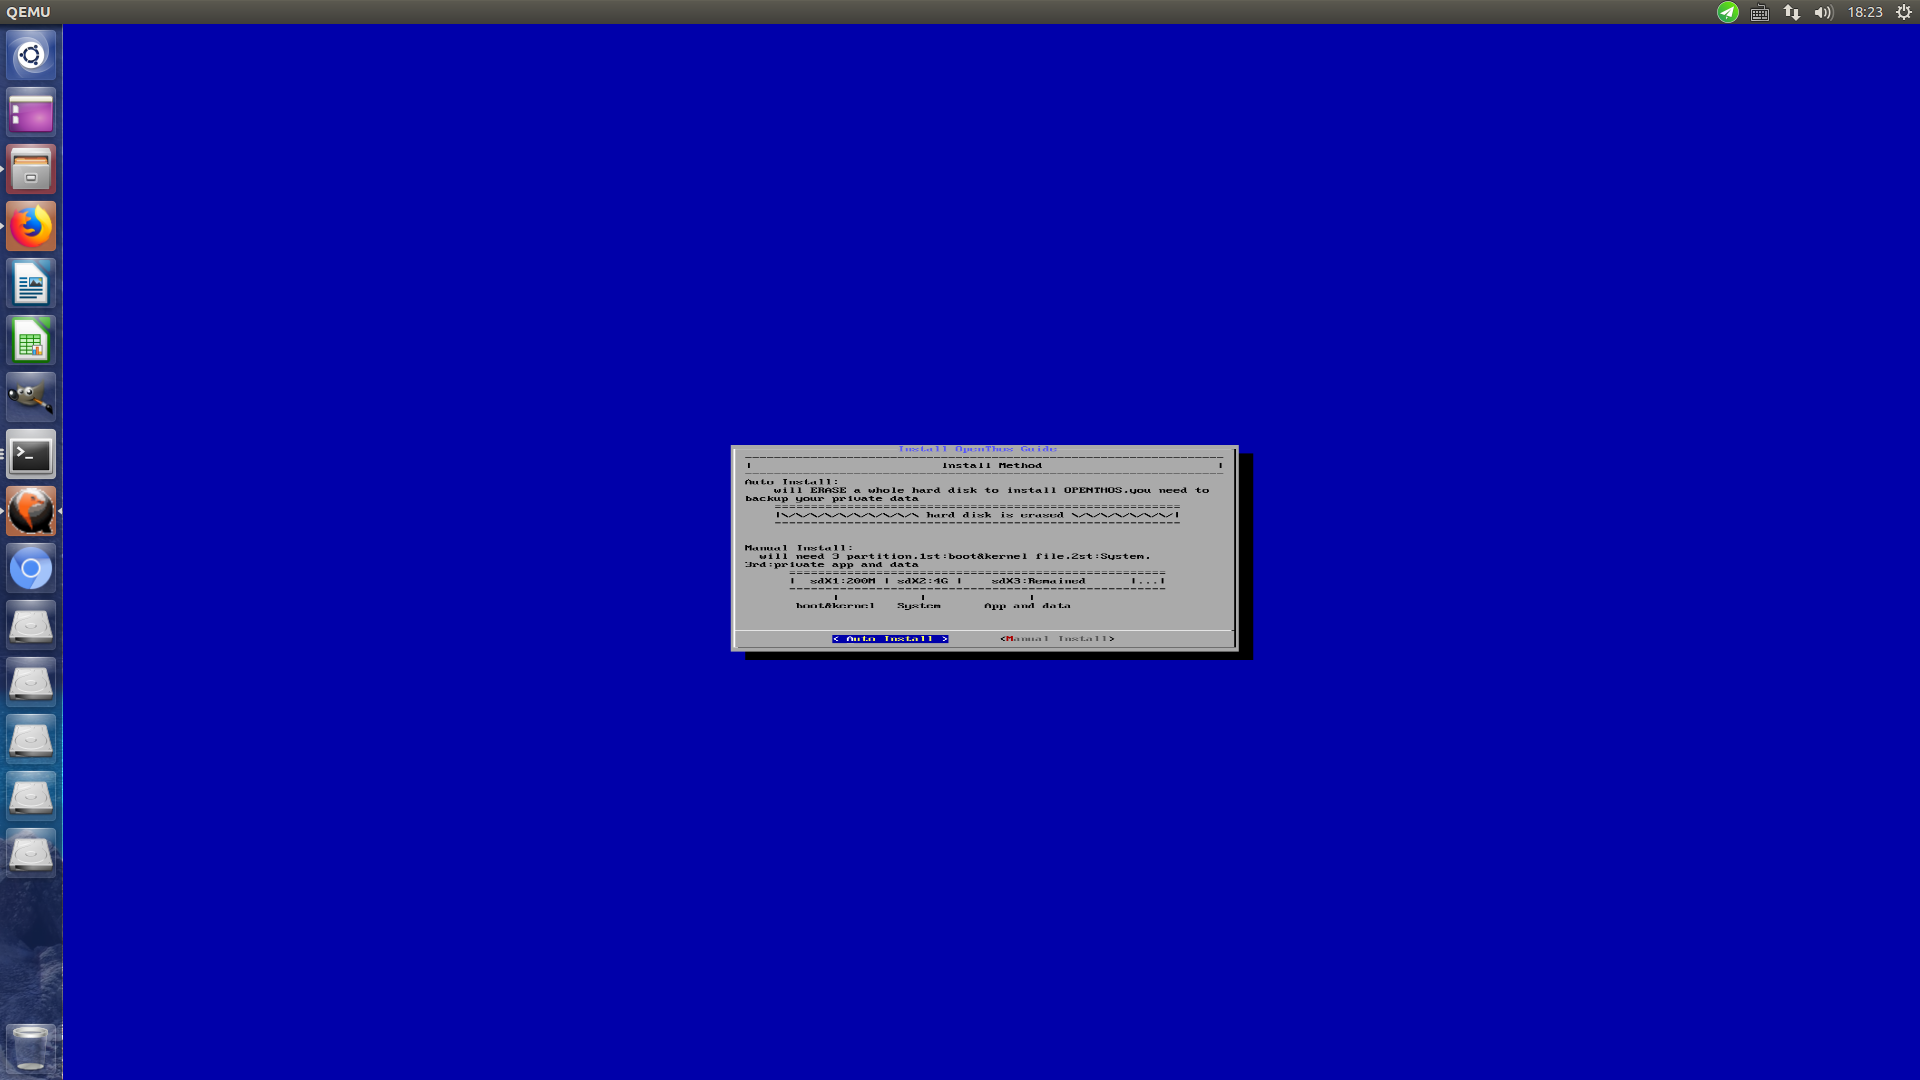 QEMU
18:23
Install OpenThos Guide
Install Method
Auto Install:
will ERASE a whole hard disk to install OPENTHOS.you need to
backup your private data
hard disk is erased
Manual Install:
will need 3 partition.1st:boot&kernel file.2st:System.
3rd:private app and data
| sdX1:200M | sdX2:4G | sdX3:Remained |...|
boot&kernel System App and data
< Auto Install > <Manual Install>